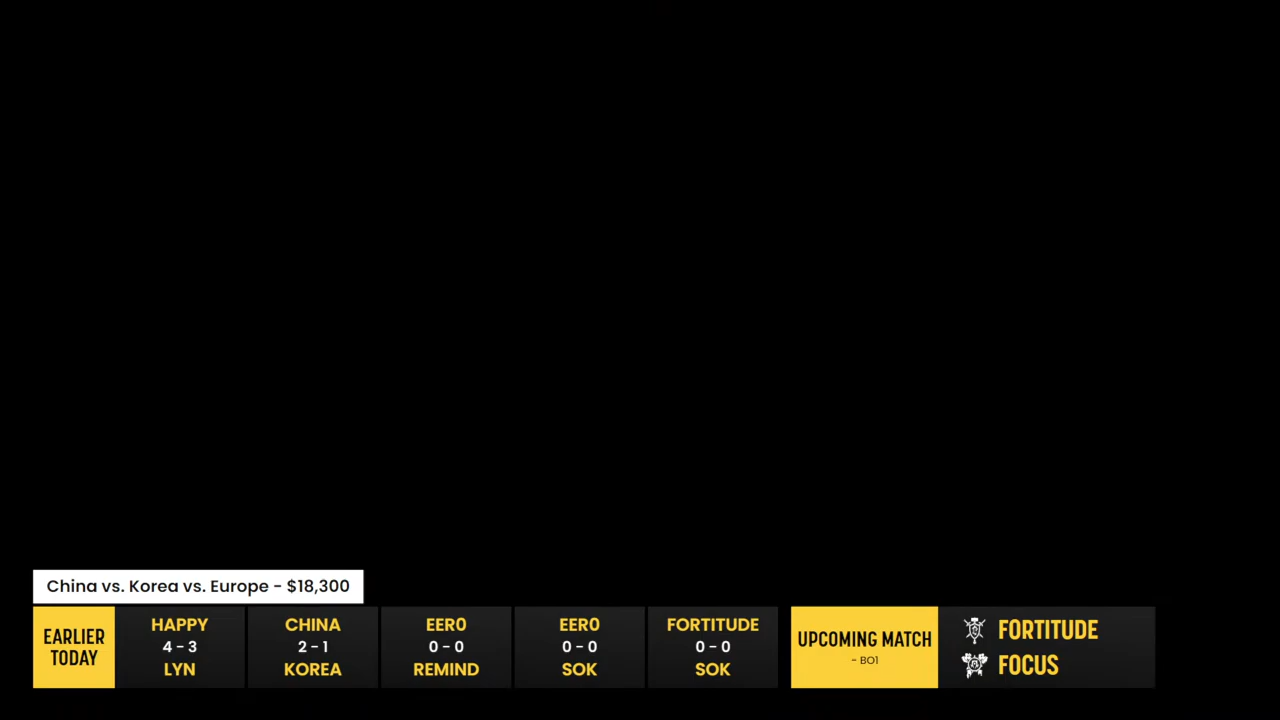 China vs. Korea vs. Europe - $18,300
EARLIER
TODAY
HAPPY
4 - 3
LYN
CHINA
2 - 1
KOREA
EER0
0 - 0
REMIND
EER0
0 - 0
SOK
FORTITUDE
0 - 0
SOK
UPCOMING MATCH
- BO1
FORTITUDE
FOCUS